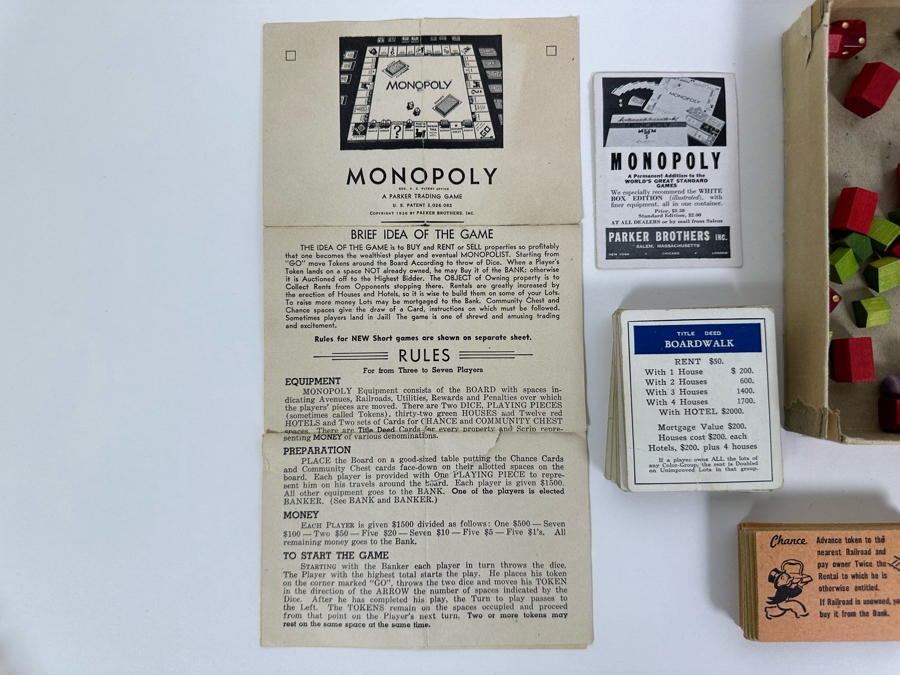 MONOPOLY
MONOPOLY
REG. U. S. PATENT OFFICE
A PARKER TRADING GAME
U. S. PATENT 2,026,082
COPYRIGHT 1936 BY PARKER BROTHERS, INC.
BRIEF IDEA OF THE GAME
THE IDEA OF THE GAME is to BUY and RENT or SELL properties so profitably
that one becomes the wealthiest player and eventual MONOPOLIST. Starting from
"GO" move Tokens around the Board According to throw of Dice. When a Player's
Token lands on a space NOT already owned, he may Buy it of the BANK: otherwise
it is Auctioned off to the Highest Bidder. The OBJECT of Owning property is to
Collect Rents from Opponents stopping there. Rentals are greatly increased by
the erection of Houses and Hotels, so it is wise to build them on some of your Lots.
To raise more money Lots may be mortgaged to the Bank. Community Chest and
Chance spaces give the draw of a Card, instructions on which must be followed.
Sometimes players land in Jail! The game is one of shrewd and amusing trading
and excitement.
Rules for NEW Short games are shown on separate sheet.
RULES
For from Three to Seven Players
EQUIPMENT
MONOPOLY Equipment consists of the BOARD with spaces in-
dicating Avenues, Railroads, Utilities, Rewards and Penalties over which
the players' pieces are moved. There are Two DICE, PLAYING PIECES
(sometimes called Tokens), thirty-two green HOUSES and Twelve red
HOTELS and Two sets of Cards for CHANCE and COMMUNITY CHEST
spaces. There are Title Deed Cards for every property and Scrip repre-
senting MONEY of various denominations.
PREPARATION
PLACE the Board on a good-sized table putting the Chance Cards
and Community Chest cards face-down on their allotted spaces on the
board. Each player is provided with One PLAYING PIECE to repre-
sent him on his travels around the board. Each player is given $1500.
All other equipment goes to the BANK. One of the players is elected
BANKER. (See BANK and BANKER.)
MONEY
EACH PLAYER is given $1500 divided as follows: One $500 — Seven
$100 — Two $50 — Five $20 — Seven $10 — Five $5 — Five $1's. All
remaining money goes to the Bank.
TO START THE GAME
STARTING with the Banker each player in turn throws the dice.
The Player with the highest total starts the play. He places his token
on the corner marked "GO", throws the two dice and moves his TOKEN
in the direction of the ARROW the number of spaces indicated by the
Dice. After he has completed his play, the Turn to play passes to
the Left. The TOKENS remain on the spaces occupied and proceed
from that point on the Player's next turn. Two or more tokens may
rest on the same space at the same time.
MONOPOLY
A Permanent Addition to the
WORLD'S GREAT STANDARD
GAMES
We especially recommend the WHITE
BOX EDITION (illustrated), with
finer equipment, all in one container.
Price, $3.50
Standard Edition, $2.00
AT ALL DEALERS or by mail from Salem
PARKER BROTHERS INC.
SALEM, MASSACHUSETTS
NEW YORK • CHICAGO • LONDON
TITLE DEED
BOARDWALK
RENT $50.
With 1 House $ 200.
With 2 Houses 600.
With 3 Houses 1400.
With 4 Houses 1700.
With HOTEL $2000.
Mortgage Value $200.
Houses cost $200. each
Hotels, $200. plus 4 houses
If a player owns ALL the lots of
any Color-Group, the rent is Doubled
on Unimproved Lots in that group.
Chance
Advance token to the
nearest Railroad and
pay owner Twice the
Rental to which he is
otherwise entitled.
If Railroad is unowned, yo
buy it from the Bank.